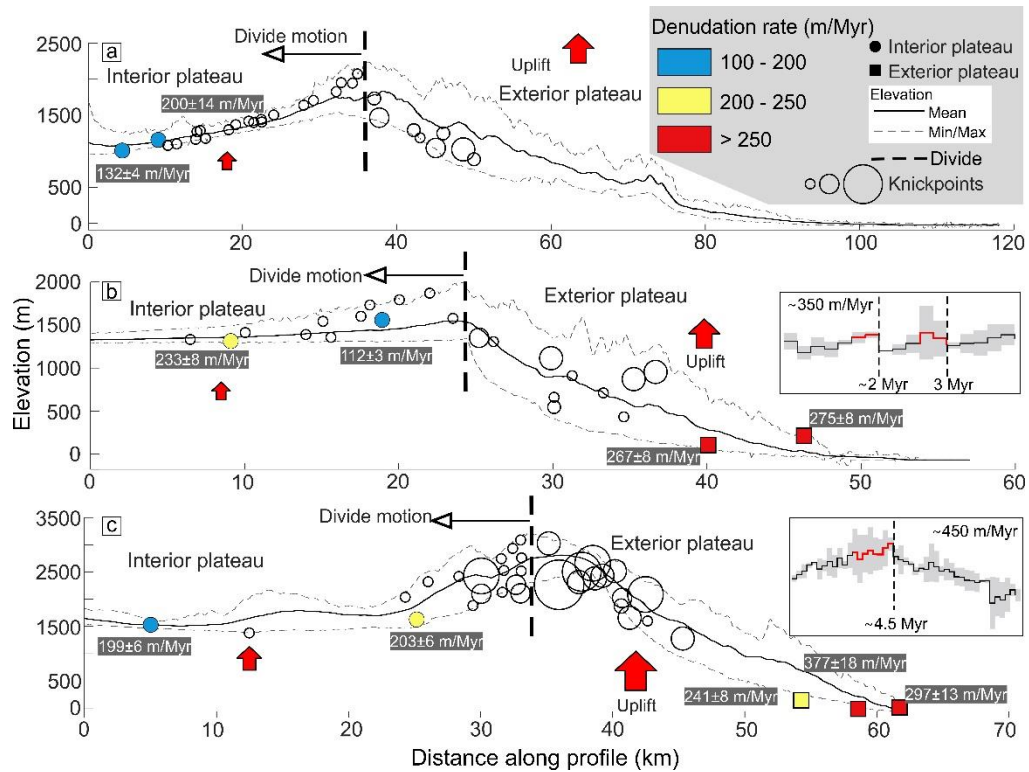 Denudation rate (m/Myr)
100 - 200
200 - 250
> 250
Interior plateau
Exterior plateau
Elevation
Mean
Min/Max
Divide
Knickpoints
Elevation (m)
a
2500
1500
500
0
Divide motion
Interior plateau
200±14 m/Myr
132±4 m/Myr
Uplift
Exterior plateau
0
20
40
60
80
100
120
b
2000
1500
1000
500
0
Divide motion
Interior plateau
Exterior plateau
233±8 m/Myr
112±3 m/Myr
Uplift
267±8 m/Myr
275±8 m/Myr
~350 m/Myr
~2 Myr
3 Myr
0
10
20
30
40
50
60
c
3500
2500
1500
500
0
Divide motion
Interior plateau
Exterior plateau
199±6 m/Myr
203±6 m/Myr
Uplift
241±8 m/Myr
377±18 m/Myr
297±13 m/Myr
~450 m/Myr
~4.5 Myr
0
10
20
30
40
50
60
70
Distance along profile (km)